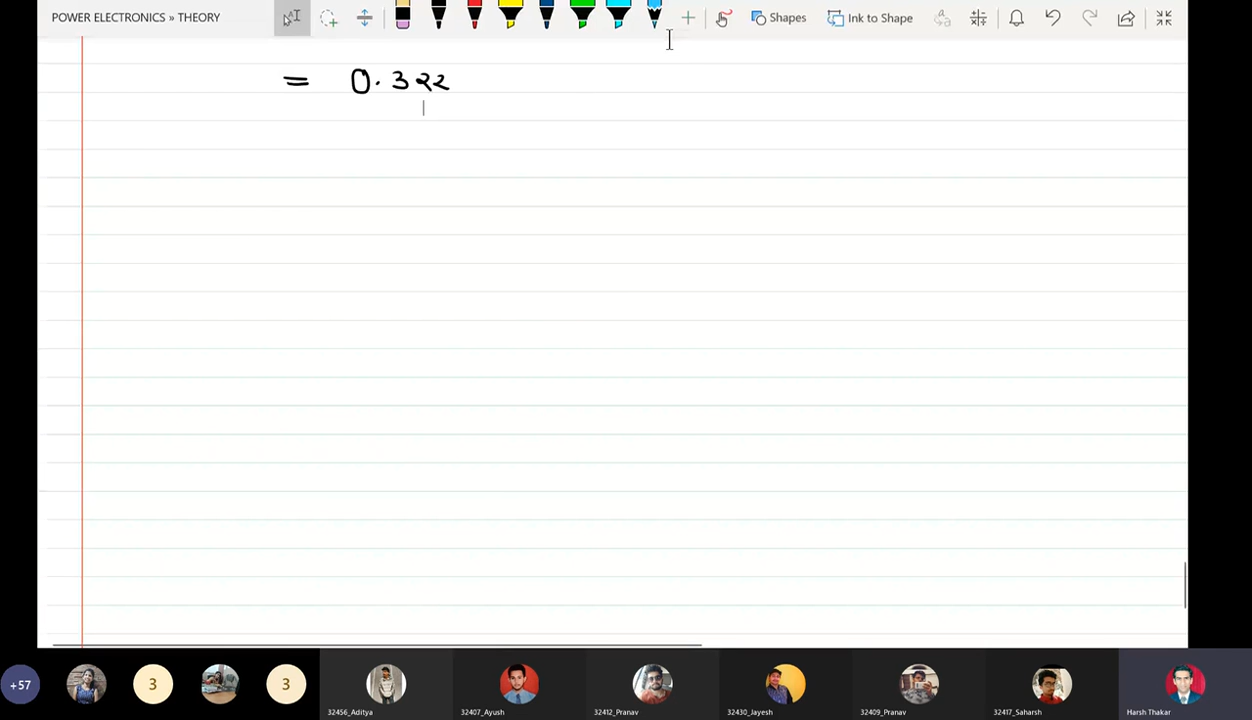 POWER ELECTRONICS » THEORY
Shapes
Ink to Shape
= 0.322
+57
3
3
32456_Aditya
32407_Ayush
32412_Pranav
32430_Jayesh
32409_Pranav
32417_Saharsh
Harsh Thakar